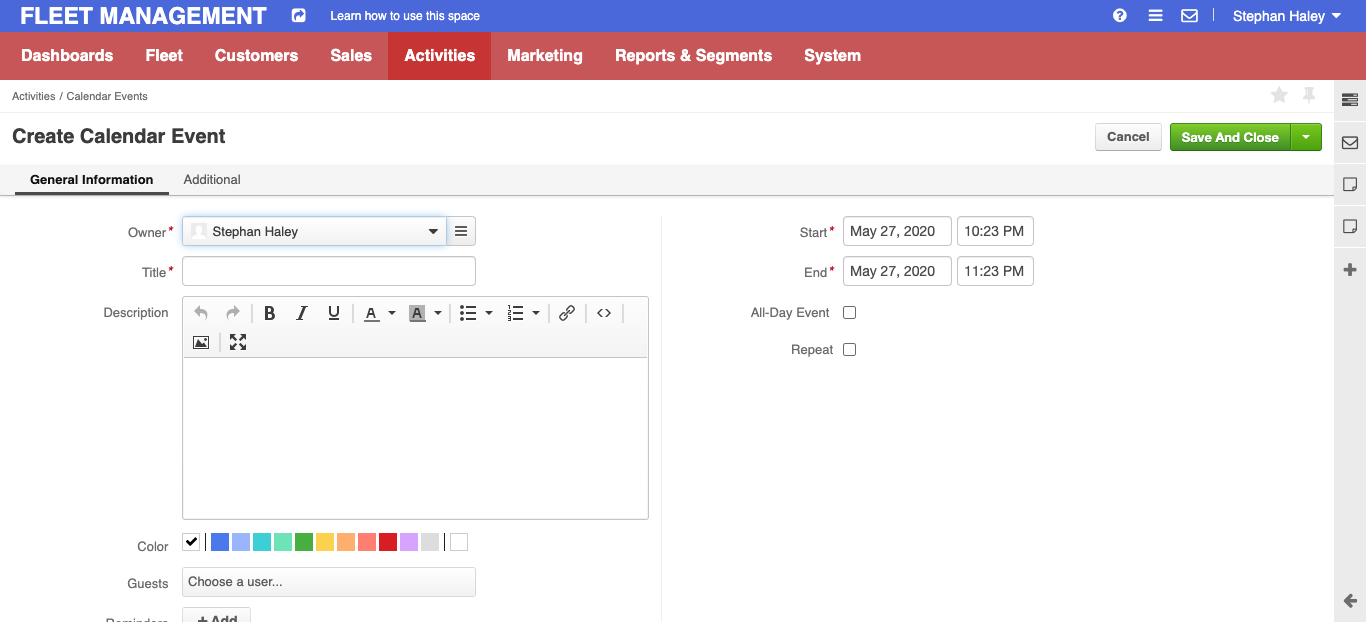 FLEET MANAGEMENT
Learn how to use this space
Stephan Haley
Dashboards Fleet Customers Sales Activities Marketing Reports & Segments System
Activities / Calendar Events
Create Calendar Event
Cancel
Save And Close
General Information
Additional
Owner*
Stephan Haley
Title*
Description
B I U A A
Color
Guests
Choose a user...
Reminders
+ Add
Start*
May 27, 2020
10:23 PM
End*
May 27, 2020
11:23 PM
All-Day Event
Repeat